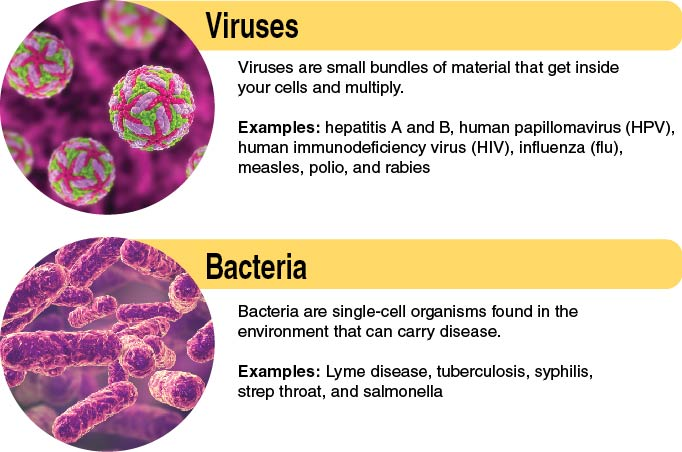 Viruses
Viruses are small bundles of material that get inside
your cells and multiply.
Examples: hepatitis A and B, human papillomavirus (HPV),
human immunodeficiency virus (HIV), influenza (flu),
measles, polio, and rabies
Bacteria
Bacteria are single-cell organisms found in the
environment that can carry disease.
Examples: Lyme disease, tuberculosis, syphilis,
strep throat, and salmonella